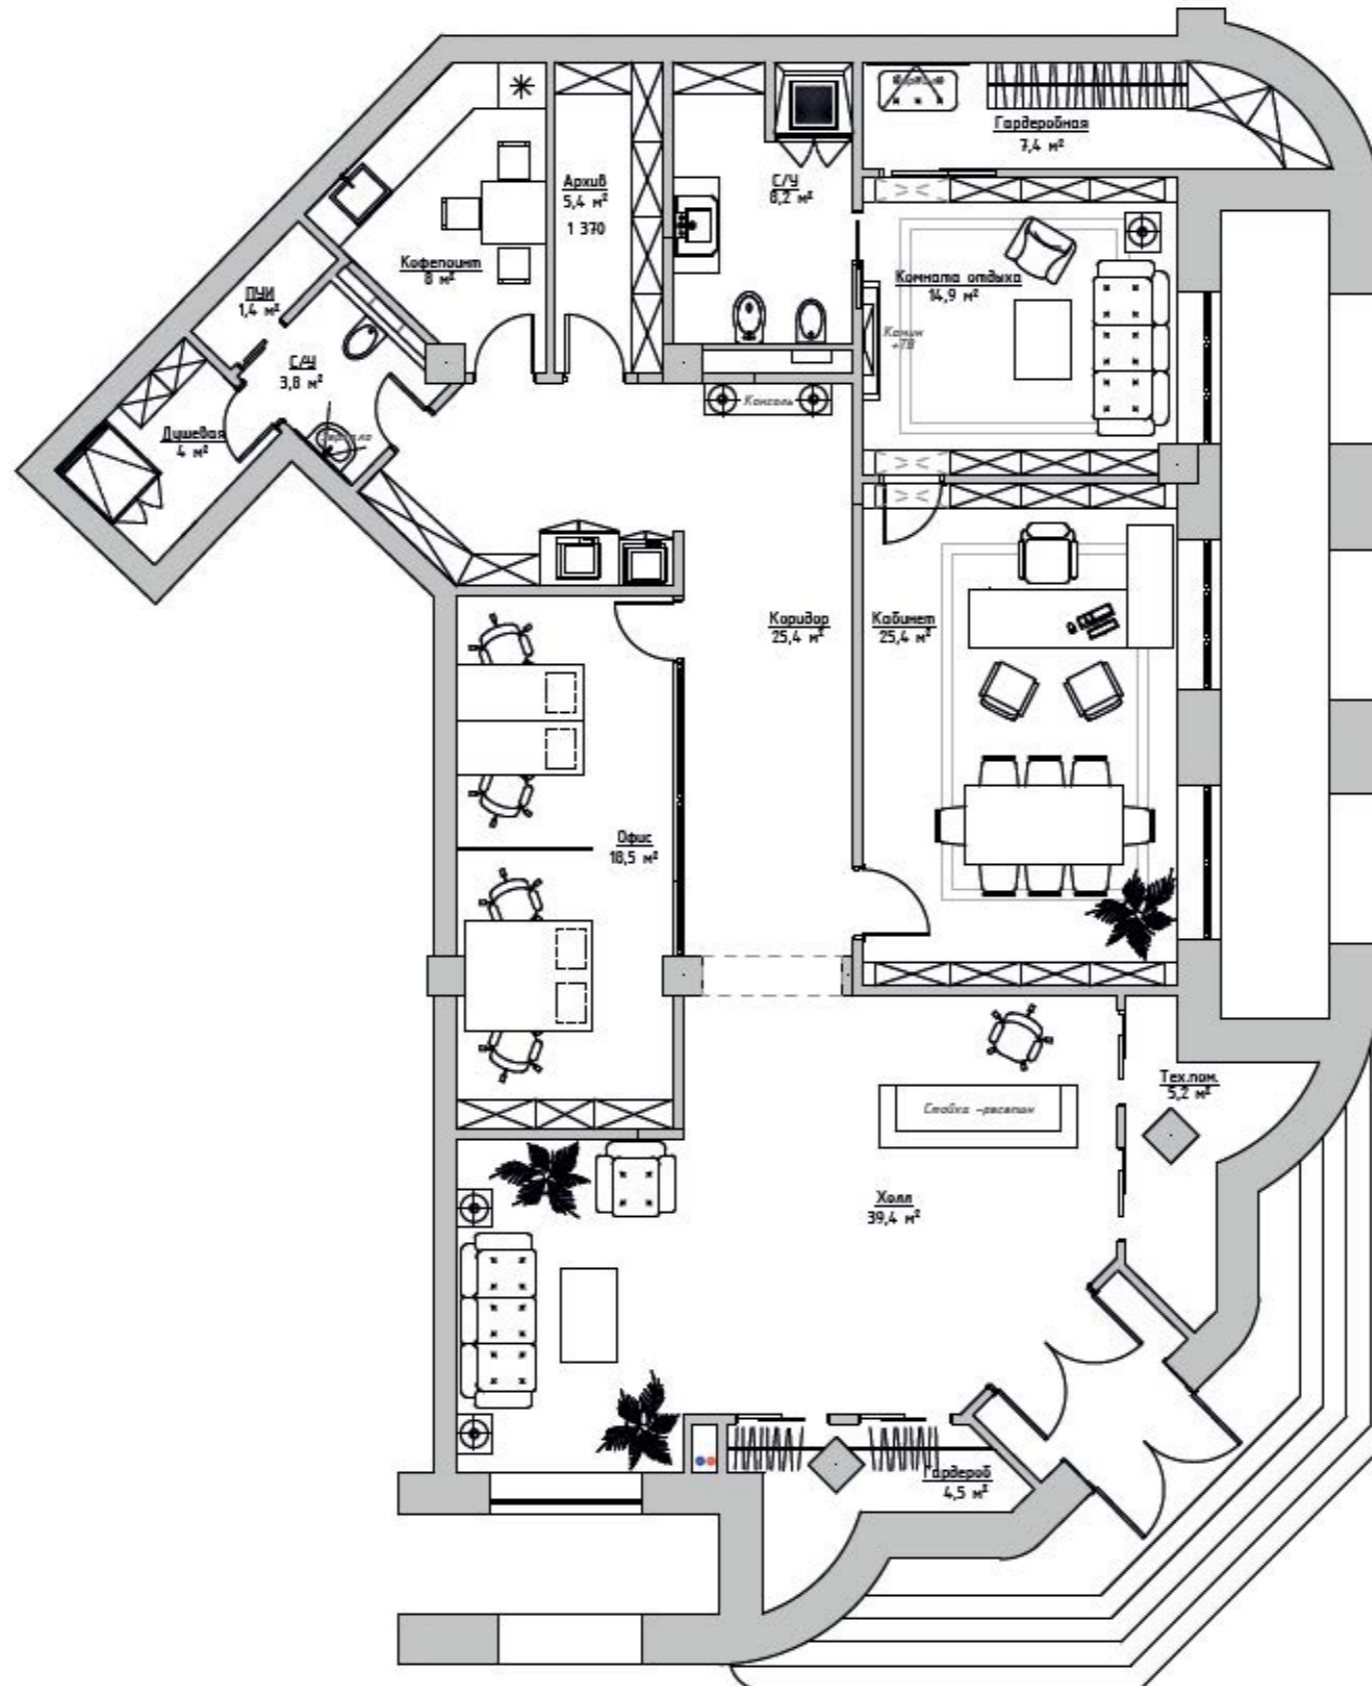 Гардеробная
7,4 м²
Архив
5,4 м²
1 370
С/У
8,2 м²
Кофепоинт
8 м²
Комната отдыха
14,9 м²
ПУИ
1,4 м²
Камин
+ТВ
С/У
3,8 м²
Консоль
Душевая
4 м²
Зеркало
Коридор
25,4 м²
Кабинет
25,4 м²
Офис
18,5 м²
Тех.пом.
5,2 м²
Стойка -ресепшн
Холл
39,4 м²
Гардероб
4,5 м²